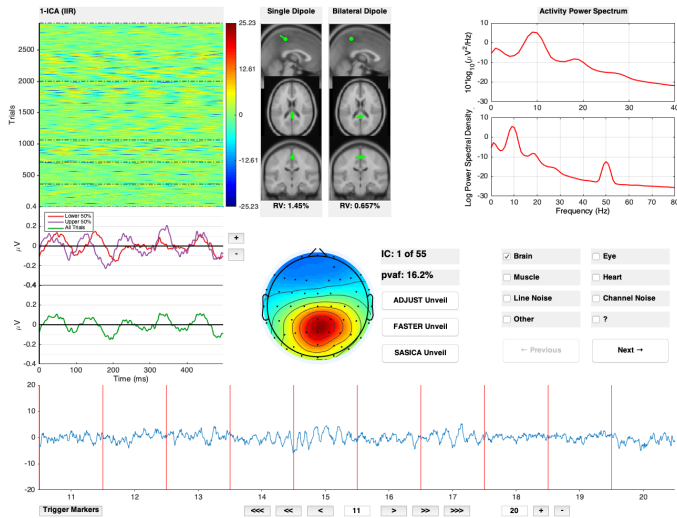 1-ICA (IIR)
Single Dipole
Bilateral Dipole
Activity Power Spectrum
Trials
2500
2000
1500
1000
500
0.4
25.23
12.61
0
-12.61
-25.23
RV: 1.45%
RV: 0.657%
10*log10(μV²/Hz)
10
0
-10
-20
-30
0
10
20
30
40
Log Power Spectral Density
10
0
-10
-20
-30
0
10
20
30
40
50
60
70
80
Frequency (Hz)
Lower 50%
Upper 50%
All Trials
μV
0.2
0
-0.2
-0.4
+
-
μV
0.2
0
-0.2
-0.4
0
100
200
300
400
Time (ms)
IC: 1 of 55
pvaf: 16.2%
ADJUST Unveil
FASTER Unveil
SASICA Unveil
✓ Brain
Eye
Muscle
Heart
Line Noise
Channel Noise
Other
?
← Previous
Next →
20
10
0
-10
-20
11
12
13
14
15
16
17
18
19
20
Trigger Markers
<<<
<<
<
11
>
>>
>>>
20
+
-